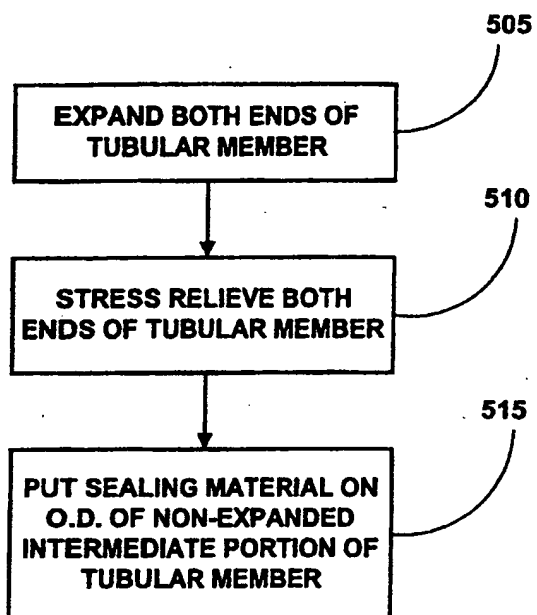 505
EXPAND BOTH ENDS OF
TUBULAR MEMBER
510
STRESS RELIEVE BOTH
ENDS OF TUBULAR MEMBER
515
PUT SEALING MATERIAL ON
O.D. OF NON-EXPANDED
INTERMEDIATE PORTION OF
TUBULAR MEMBER